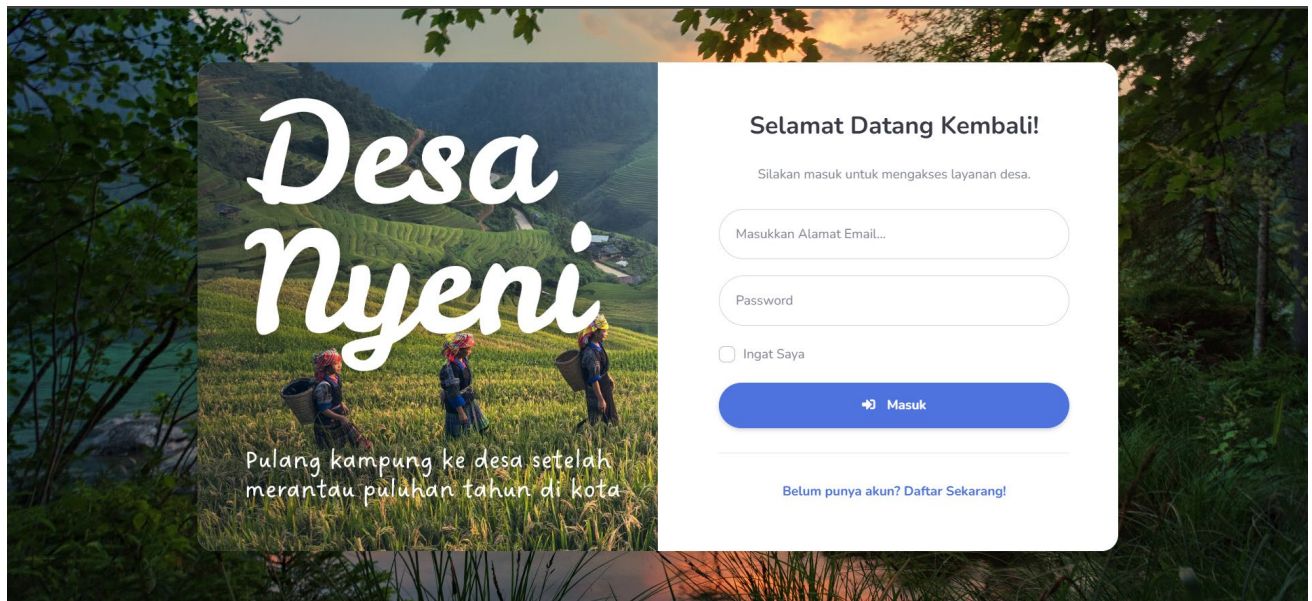 Desa
Nyeni
Pulang kampung ke desa setelah
merantau puluhan tahun di kota
Selamat Datang Kembali!
Silakan masuk untuk mengakses layanan desa.
Masukkan Alamat Email...
Password
Ingat Saya
Masuk
Belum punya akun? Daftar Sekarang!